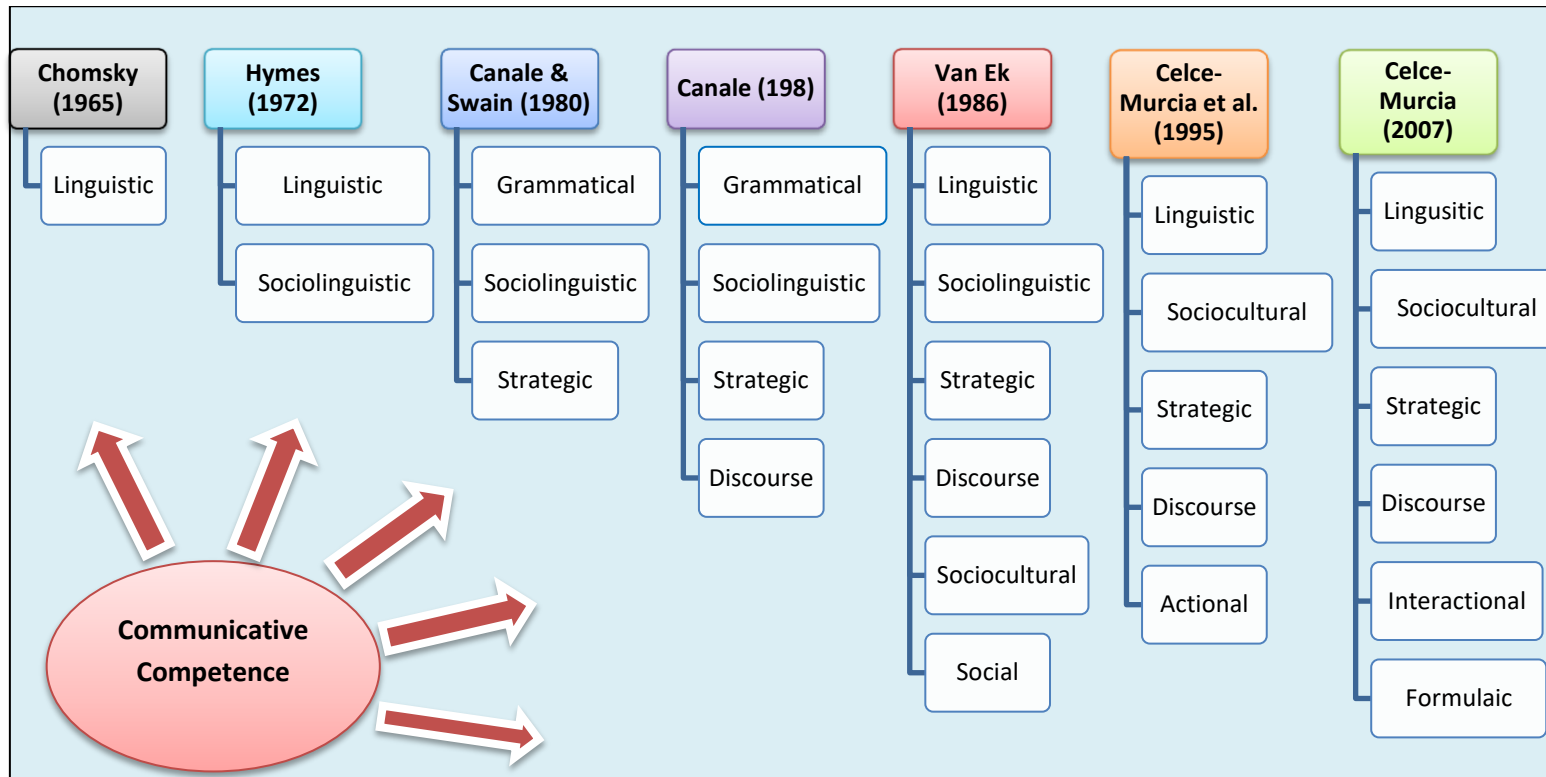 Chomsky
(1965)
Linguistic
Hymes
(1972)
Linguistic
Sociolinguistic
Canale &
Swain (1980)
Grammatical
Sociolinguistic
Strategic
Canale (198)
Grammatical
Sociolinguistic
Strategic
Discourse
Van Ek
(1986)
Linguistic
Sociolinguistic
Strategic
Discourse
Sociocultural
Social
Celce-
Murcia et al.
(1995)
Linguistic
Sociocultural
Strategic
Discourse
Actional
Celce-
Murcia
(2007)
Lingusitic
Sociocultural
Strategic
Discourse
Interactional
Formulaic
Communicative
Competence